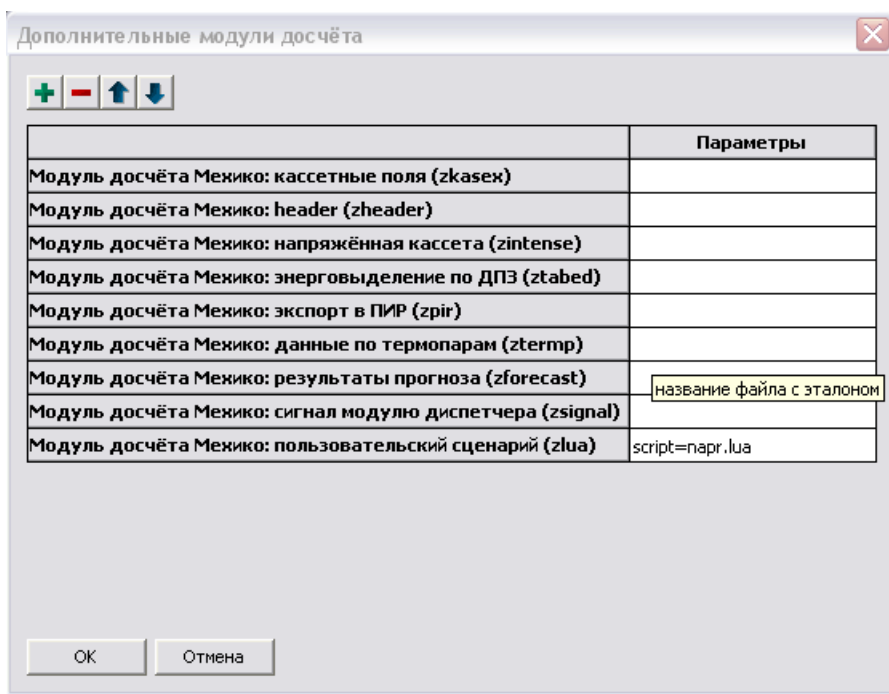 Дополнительные модули досчёта
Параметры
Модуль досчёта Мехико: кассетные поля (zkasex)
Модуль досчёта Мехико: header (zheader)
Модуль досчёта Мехико: напряжённая кассета (zintense)
Модуль досчёта Мехико: энерговыделение по ДПЗ (ztabed)
Модуль досчёта Мехико: экспорт в ПИР (zpir)
Модуль досчёта Мехико: данные по термопарам (ztermp)
Модуль досчёта Мехико: результаты прогноза (zforecast)
название файла с эталоном
Модуль досчёта Мехико: сигнал модулю диспетчера (zsignal)
Модуль досчёта Мехико: пользовательский сценарий (zlua) script=napr.lua
ОК Отмена